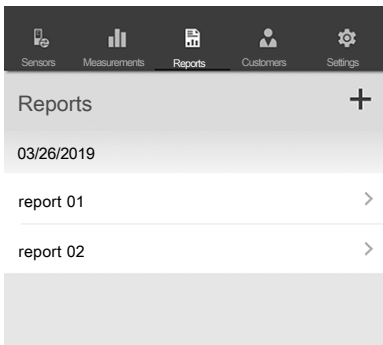 Sensors Measurements Reports Customers Settings
Reports
03/26/2019
report 01
report 02